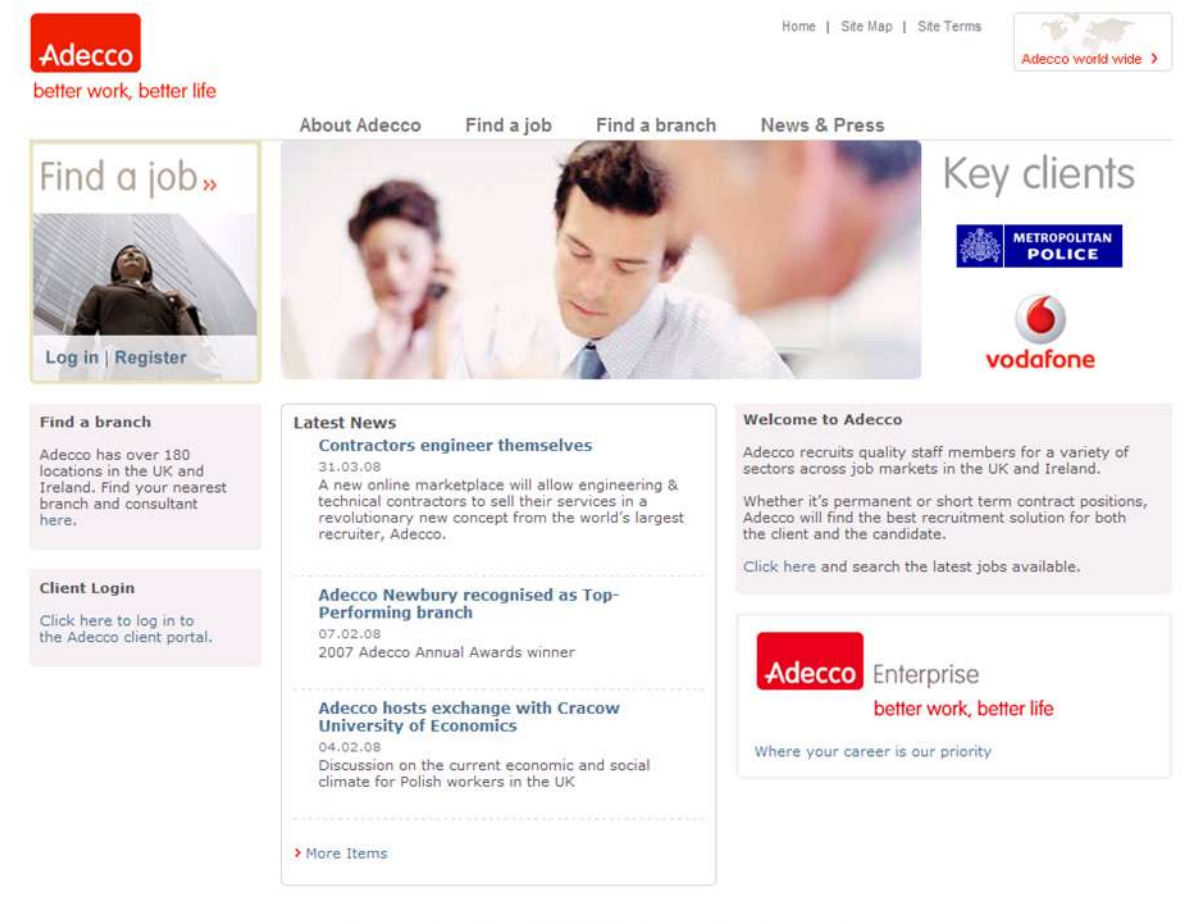 Adecco
better work, better life
Home | Site Map | Site Terms
Adecco world wide
About Adecco Find a job Find a branch News & Press
Find a job»
Log in | Register
Key clients
METROPOLITAN
POLICE
vodafone
Find a branch
Adecco has over 180
locations in the UK and
Ireland. Find your nearest
branch and consultant
here.
Client Login
Click here to log in to
the Adecco client portal.
Latest News
Contractors engineer themselves
31.03.08
A new online marketplace will allow engineering &
technical contractors to sell their services in a
revolutionary new concept from the world's largest
recruiter, Adecco.
Adecco Newbury recognised as Top-
Performing branch
07.02.08
2007 Adecco Annual Awards winner
Adecco hosts exchange with Cracow
University of Economics
04.02.08
Discussion on the current economic and social
climate for Polish workers in the UK
More Items
Welcome to Adecco
Adecco recruits quality staff members for a variety of
sectors across job markets in the UK and Ireland.
Whether it's permanent or short term contract positions,
Adecco will find the best recruitment solution for both
the client and the candidate.
Click here and search the latest jobs available.
Adecco Enterprise
better work, better life
Where your career is our priority